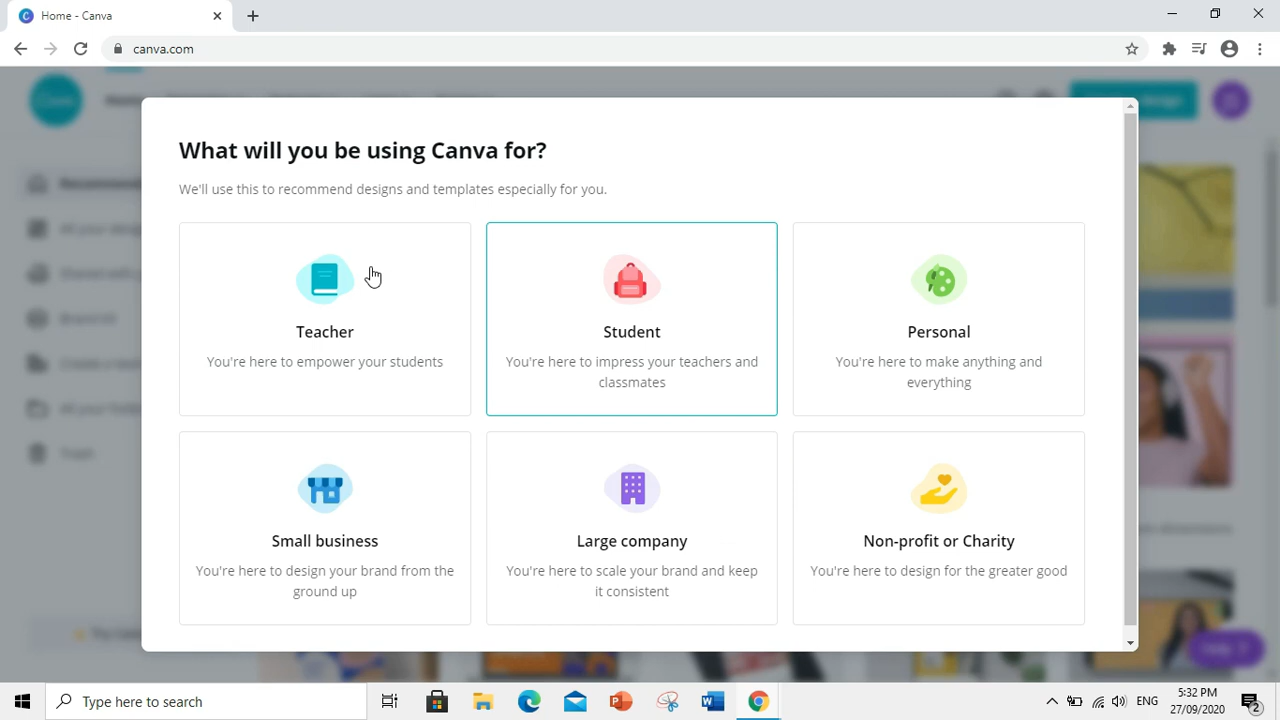 Home - Canva
canva.com
What will you be using Canva for?
We'll use this to recommend designs and templates especially for you.
Teacher
You're here to empower your students
Student
You're here to impress your teachers and
classmates
Personal
You're here to make anything and
everything
Small business
You're here to design your brand from the
ground up
Large company
You're here to scale your brand and keep
it consistent
Non-profit or Charity
You're here to design for the greater good
Trash
Type here to search
ENG
5:32 PM
27/09/2020
2